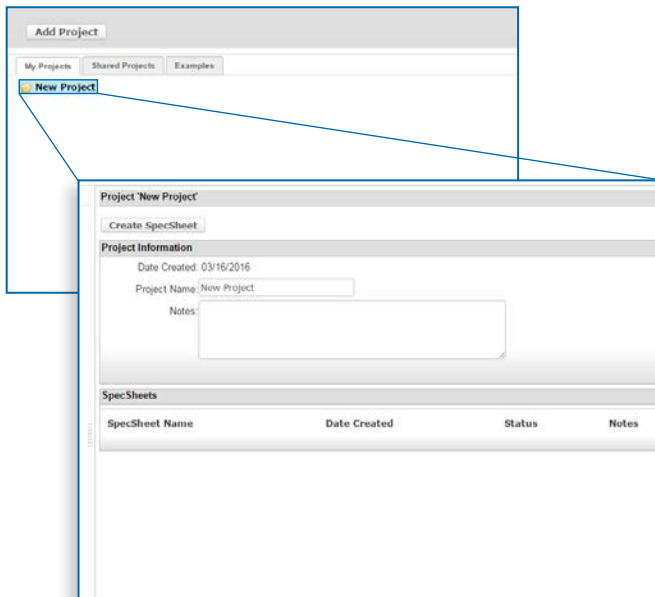 Add Project
My Projects Shared Projects Examples
New Project
Project 'New Project'
Create SpecSheet
Project Information
Date Created: 03/16/2016
Project Name: New Project
Notes:
SpecSheets
SpecSheet Name Date Created Status Notes